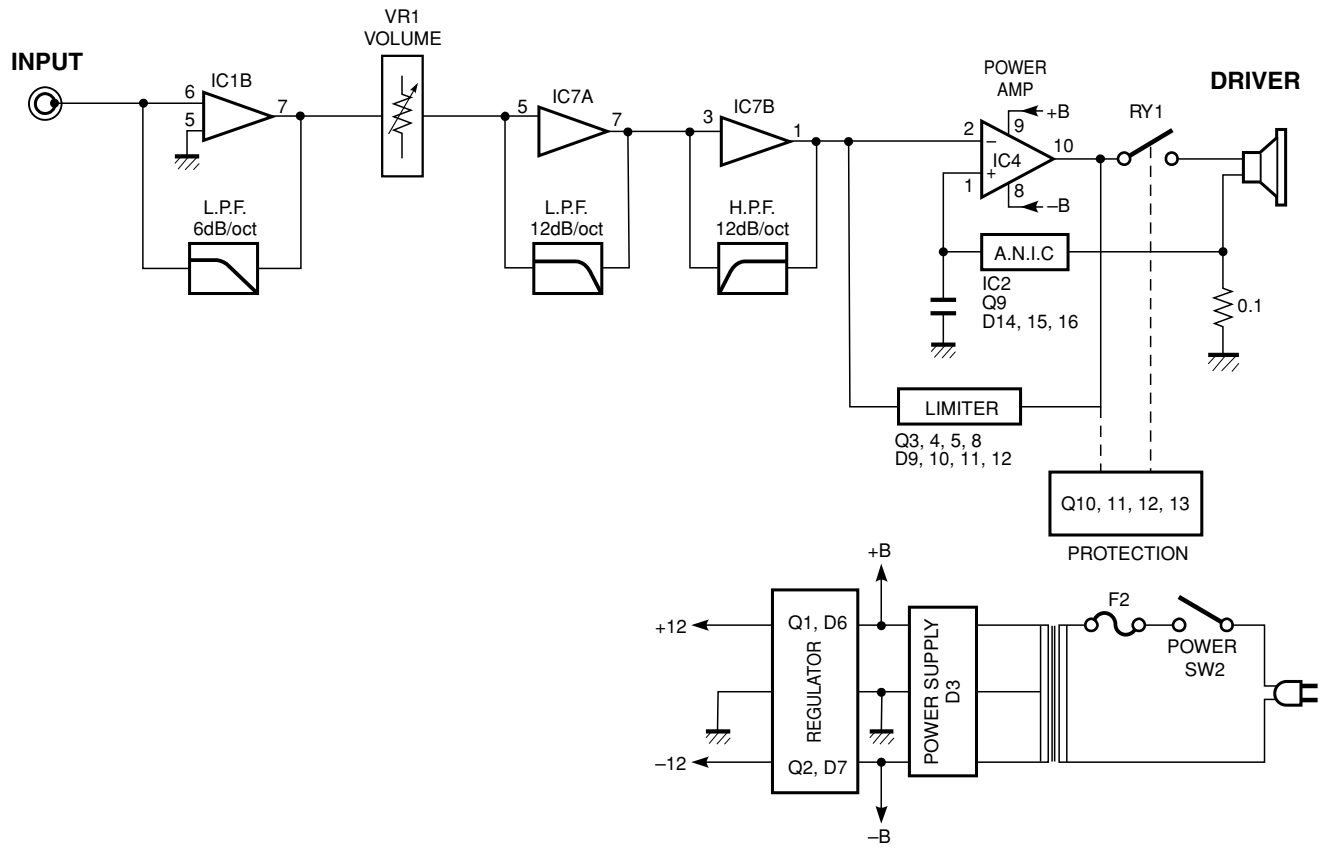 VR1
VOLUME
INPUT
6
5
IC1B
7
L.P.F.
6dB/oct
5
IC7A
7
L.P.F.
12dB/oct
3
IC7B
1
H.P.F.
12dB/oct
POWER
AMP
+B
2
–
9
IC4
10
+
1
8
–B
RY1
DRIVER
A.N.I.C
IC2
Q9
D14, 15, 16
0.1
LIMITER
Q3, 4, 5, 8
D9, 10, 11, 12
Q10, 11, 12, 13
PROTECTION
+B
+12
Q1, D6
REGULATOR
Q2, D7
–12
–B
POWER SUPPLY
D3
F2
POWER
SW2